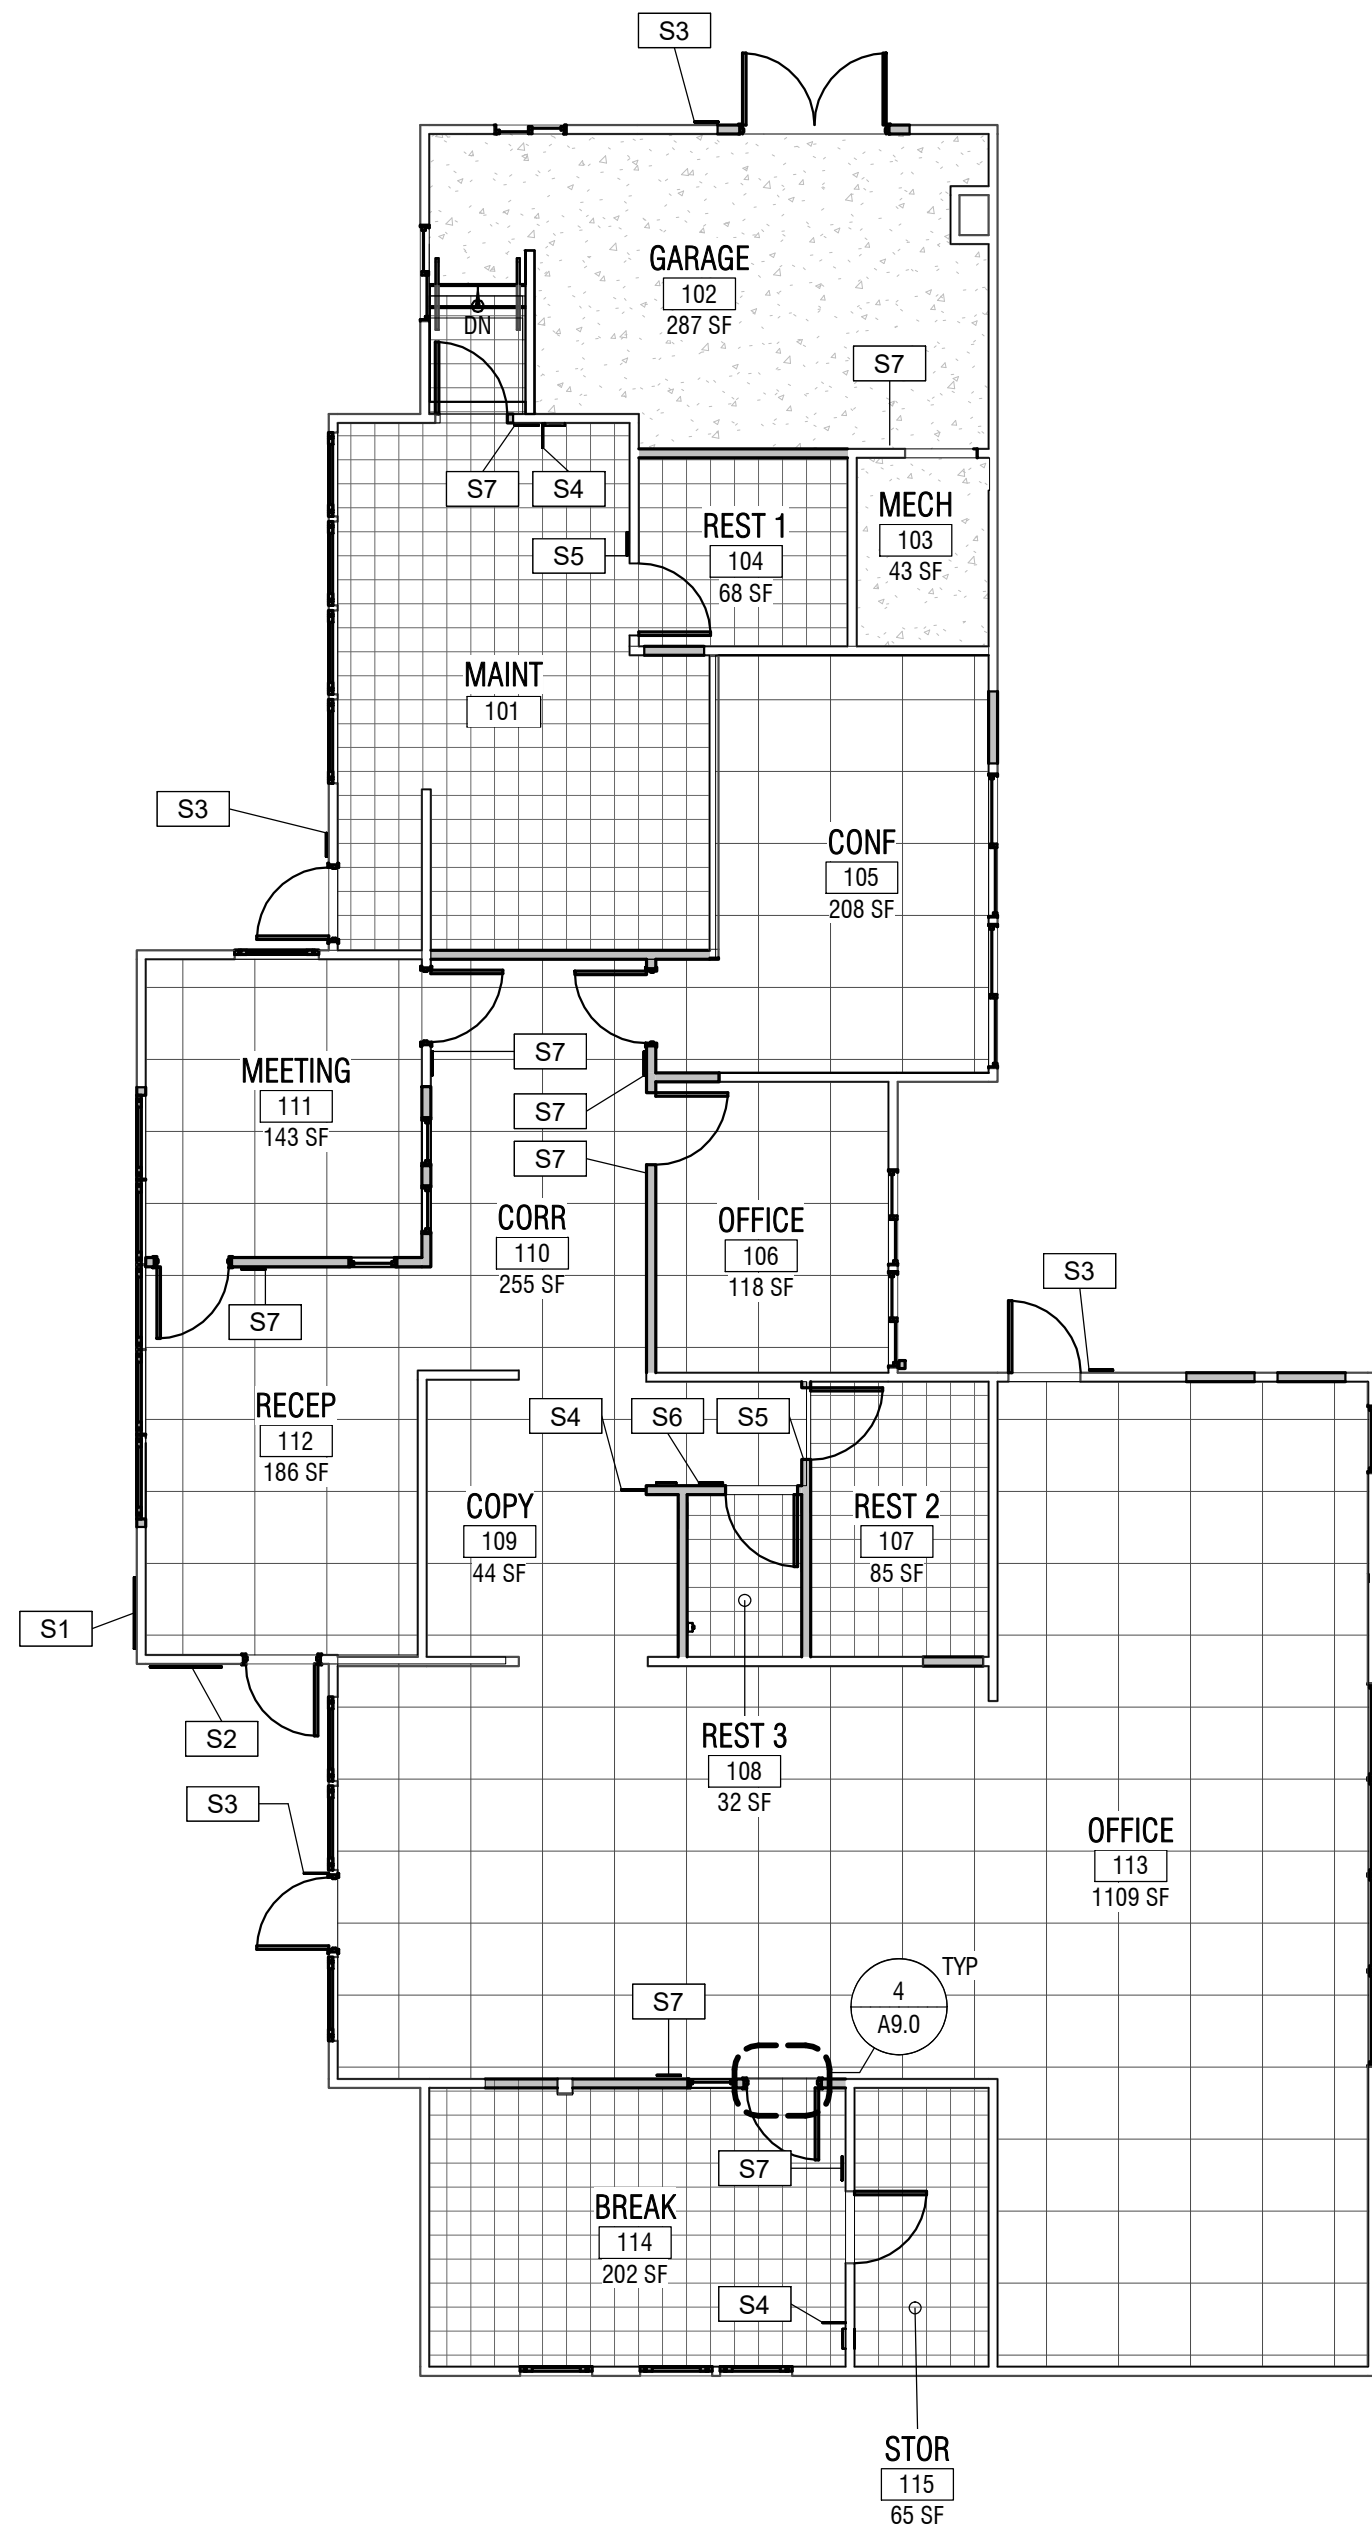 S3
GARAGE
102
287 SF
DN
S7
S7
S4
S5
REST 1
104
68 SF
MECH
103
43 SF
MAINT
101
S3
CONF
105
208 SF
S7
MEETING
111
143 SF
S7
S7
CORR
110
255 SF
OFFICE
106
118 SF
S3
S7
RECEP
112
186 SF
S4
S6
S5
COPY
109
44 SF
REST 2
107
85 SF
S1
S2
REST 3
108
32 SF
S3
OFFICE
113
1109 SF
TYP
4
A9.0
S7
S7
BREAK
114
202 SF
S4
STOR
115
65 SF